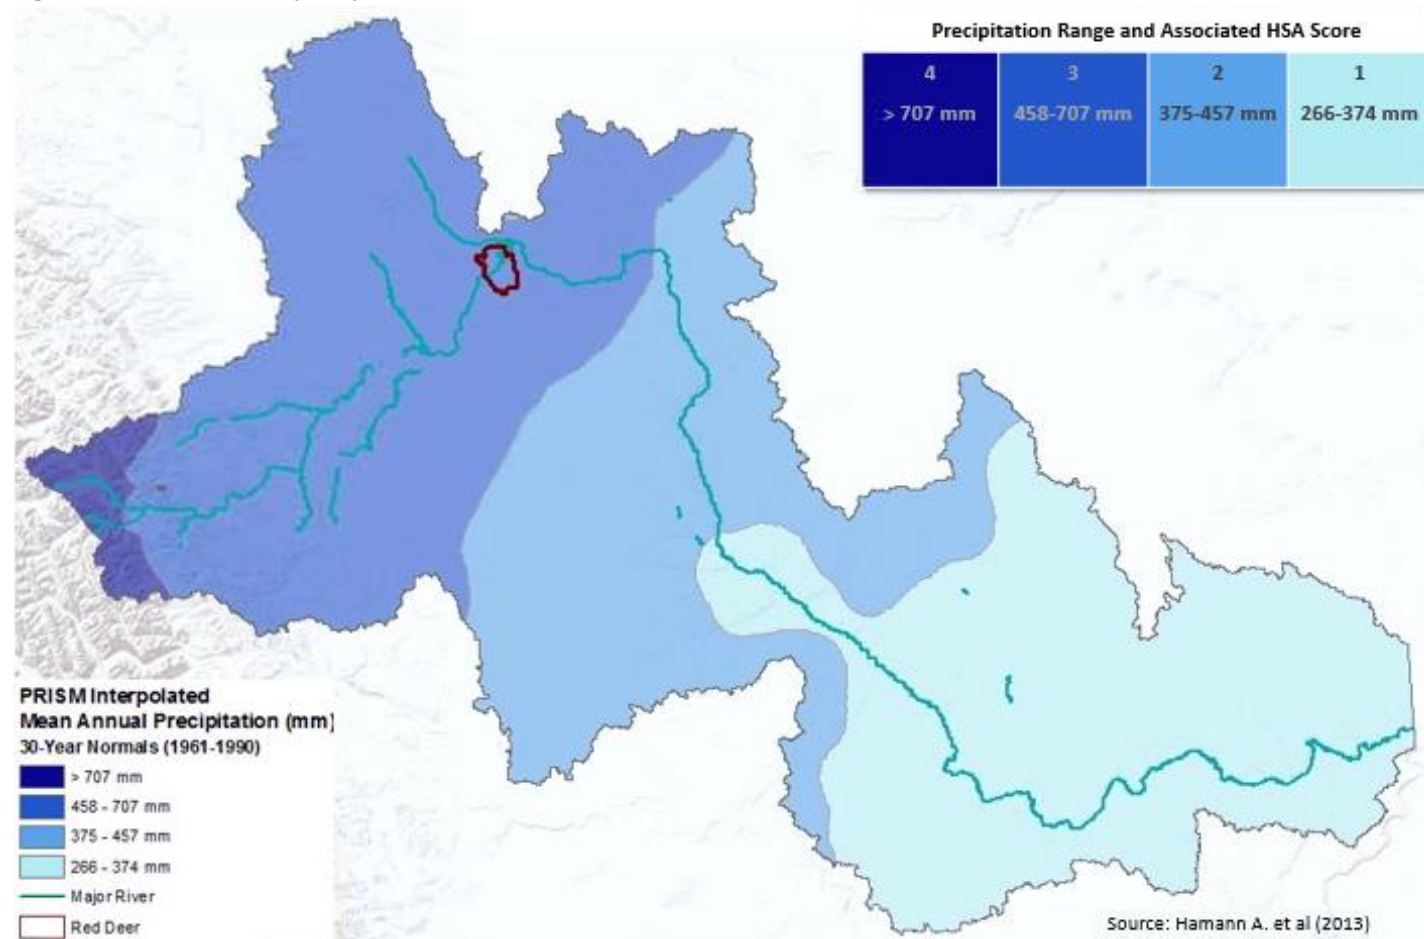 Precipitation Range and Associated HSA Score
4 3 2 1
> 707 mm 458-707 mm 375-457 mm 266-374 mm
PRISM Interpolated
Mean Annual Precipitation (mm)
30-Year Normals (1961-1990)
> 707 mm
458 - 707 mm
375 - 457 mm
266 - 374 mm
Major River
Red Deer
Source: Hamann A. et al (2013)